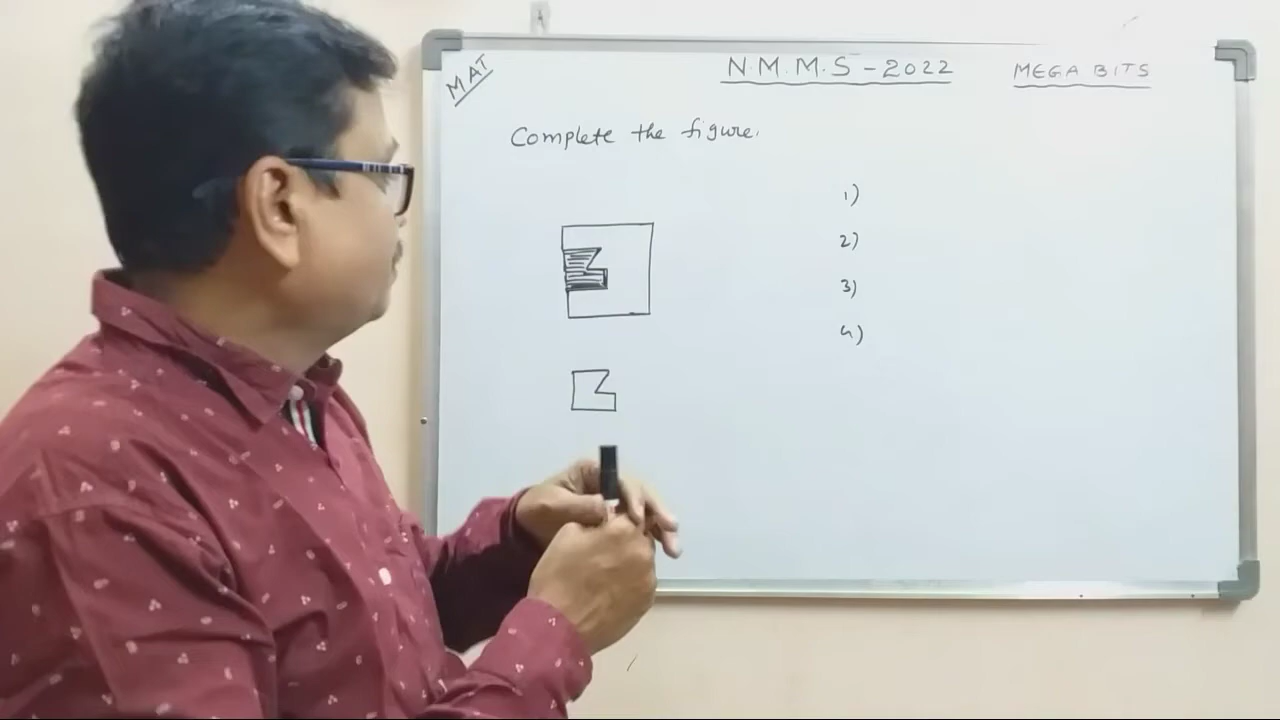 MAT
N.M.M.S-2022
MEGA BITS
Complete the figure.
1)
2)
3)
4)